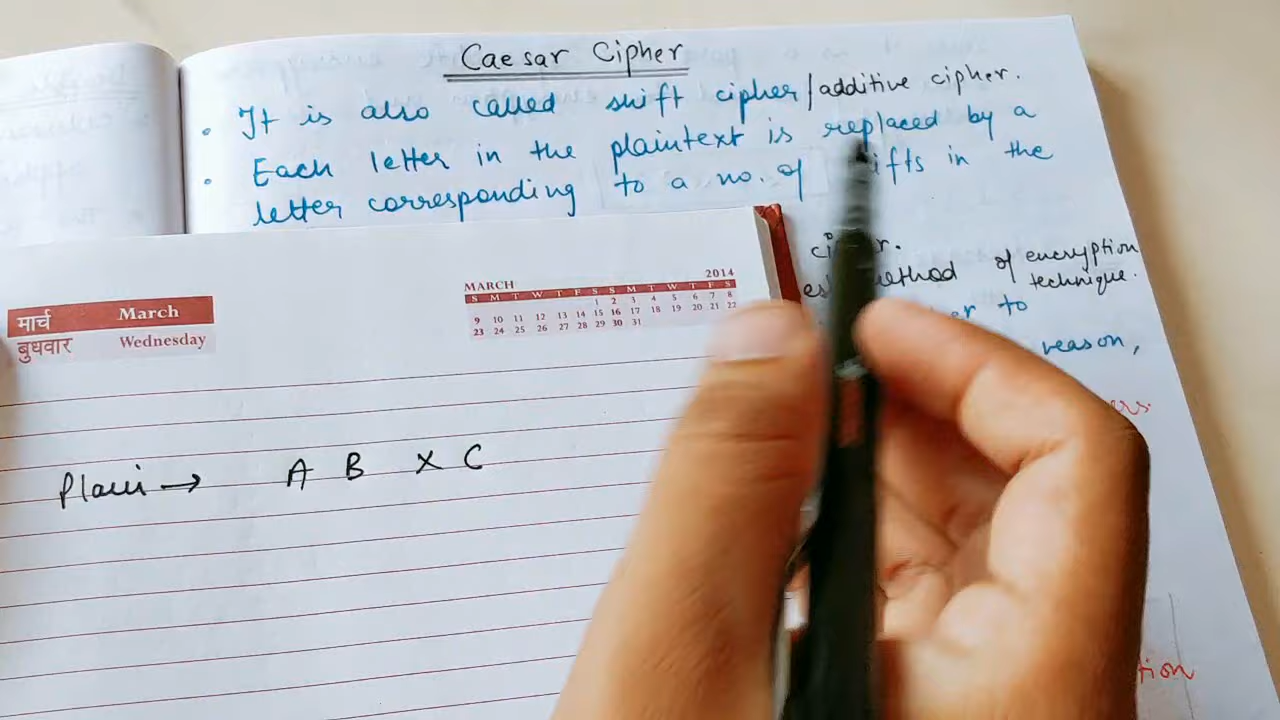 Caesar Cipher
• It is also called shift cipher/additive cipher.
• Each letter in the plaintext is replaced by a
letter corresponding to a no. of shifts in the
method of encryption
technique.
to
reason,
मार्च March
बुधवार Wednesday
MARCH 2014
S M T W T F S S M T W T F S
1 2 3 4 5 6 7 8
9 10 11 12 13 14 15 16 17 18 19 20 21 22
23 24 25 26 27 28 29 30 31
Plain → A B X C